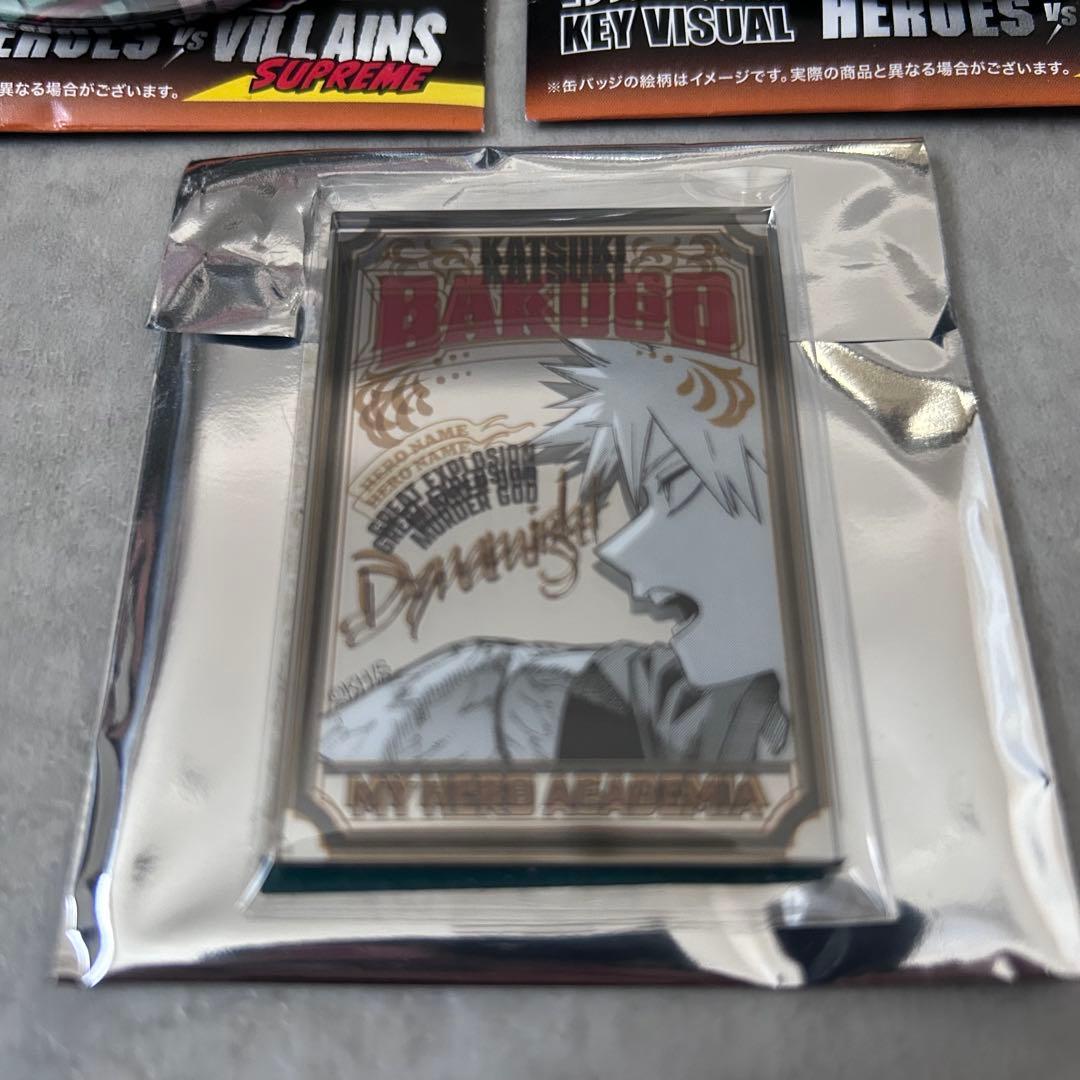 HEROES VS VILLAINS
SUPREME
異なる場合がございます。
KEY VISUAL
HEROES VS
※缶バッジの絵柄はイメージです。実際の商品と異なる場合がございます。
KATSUKI
BAKUGO
HERO NAME
GREAT EXPLOSION
MURDER GOD
Dynamight
©K.H/S
MY HERO ACADEMIA